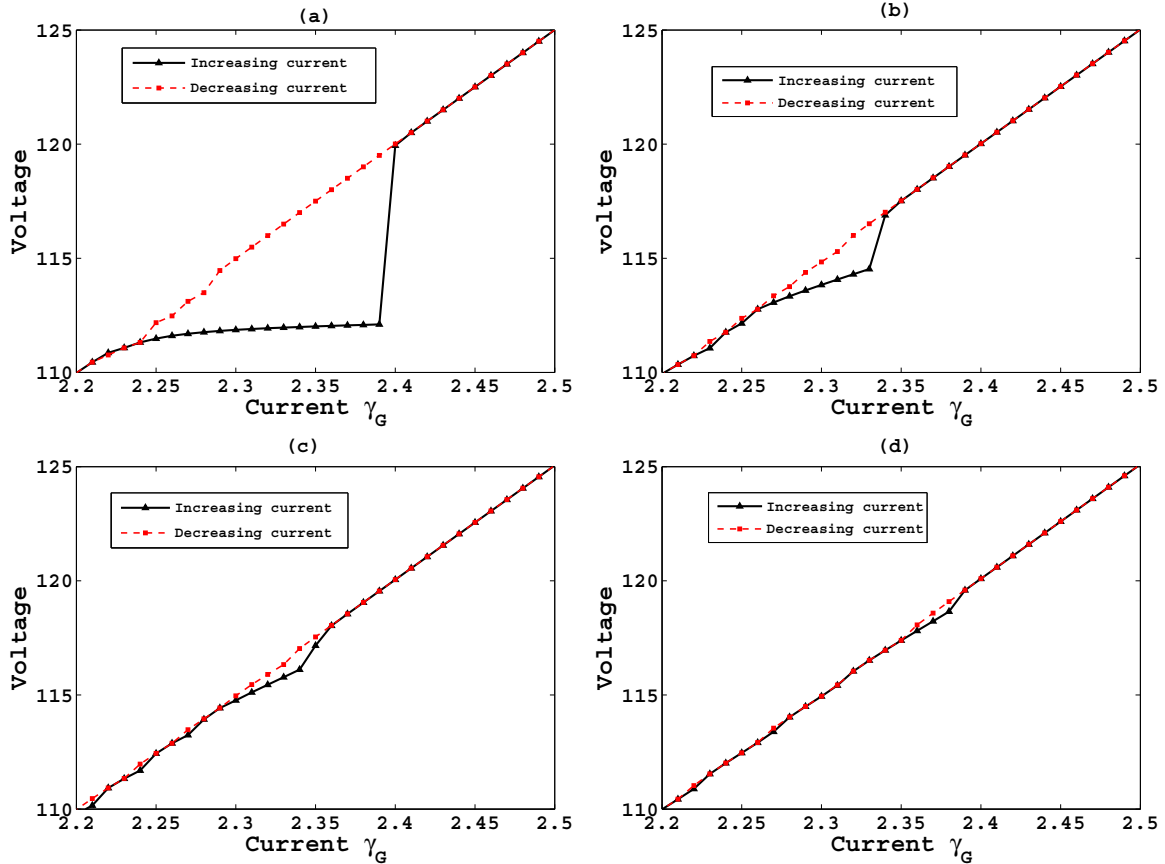 (a)
125
120
115
110
Voltage
Increasing current
Decreasing current
2.2 2.25 2.3 2.35 2.4 2.45 2.5
Current γG
(b)
125
120
115
110
voltage
Increasing current
Decreasing current
2.2 2.25 2.3 2.35 2.4 2.45 2.5
Current γG
(c)
125
120
115
110
Voltage
Increasing current
Decreasing current
2.2 2.25 2.3 2.35 2.4 2.45 2.5
Current γG
(d)
125
120
115
110
Voltage
Increasing current
Decreasing current
2.2 2.25 2.3 2.35 2.4 2.45 2.5
Current γG